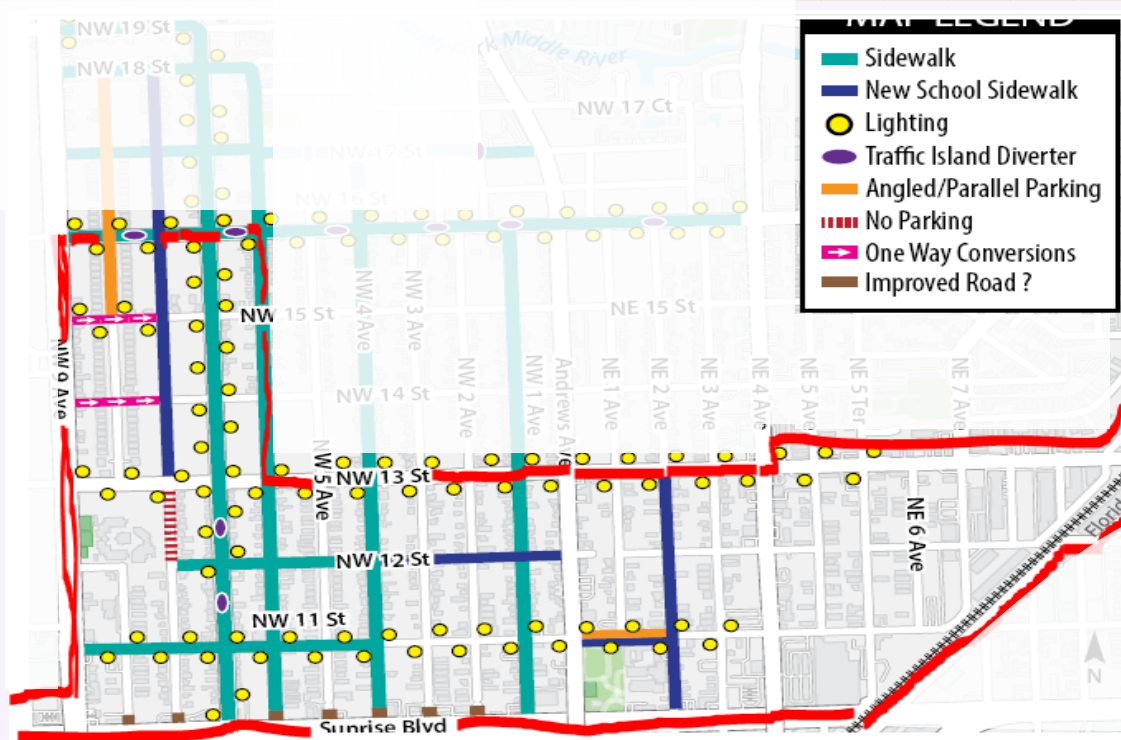 MAP LEGEND
Sidewalk
New School Sidewalk
Lighting
Traffic Island Diverter
Angled/Parallel Parking
No Parking
One Way Conversions
Improved Road ?
NW 19 St
NW 18 St
Park Middle River
NW 17 Ct
NW 17 St
NW 16 St
NW 15 St
NE 15 St
NW 14 St
NW 9 Ave
NW 5 Ave
NW 4 Ave
NW 3 Ave
NW 2 Ave
NW 1 Ave
Andrews Ave
NE 1 Ave
NE 2 Ave
NE 3 Ave
NE 4 Ave
NE 5 Ave
NE 5 Ter
NE 7 Ave
NW 13 St
NE 6 Ave
Florid
NW 12 St
NW 11 St
N
Sunrise Blvd